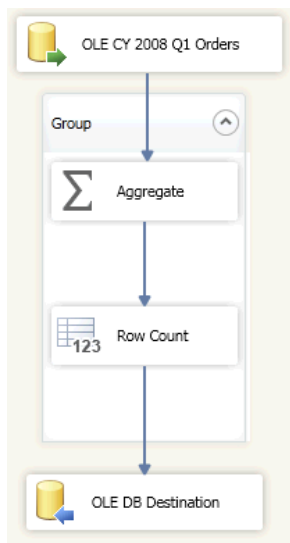 OLE CY 2008 Q1 Orders
Group
Aggregate
123
Row Count
OLE DB Destination